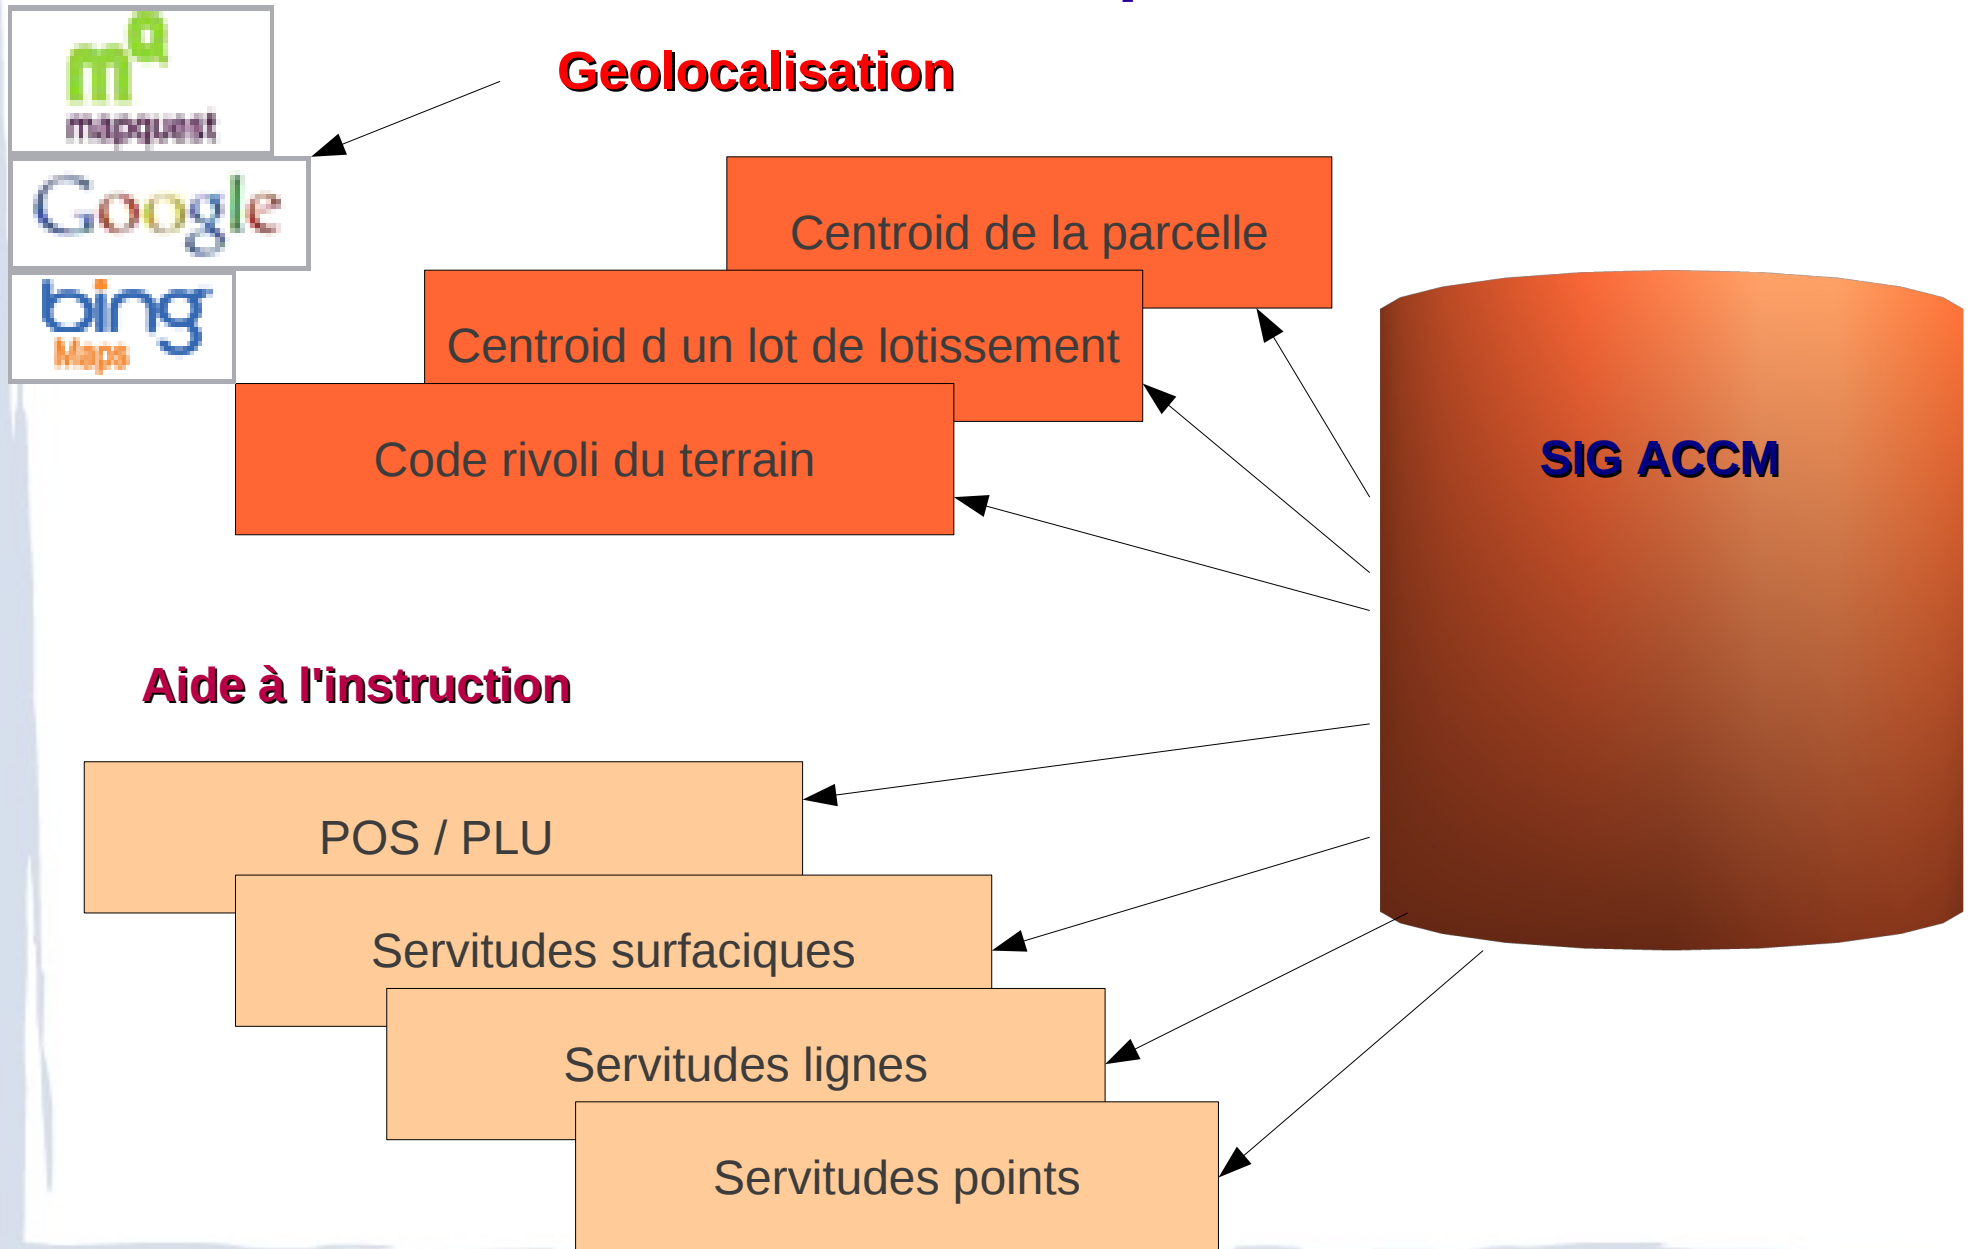 mapquest
Geolocalisation
Google
bing
Maps
Centroid de la parcelle
Centroid d un lot de lotissement
Code rivoli du terrain
SIG ACCM
Aide à l'instruction
POS / PLU
Servitudes surfaciques
Servitudes lignes
Servitudes points